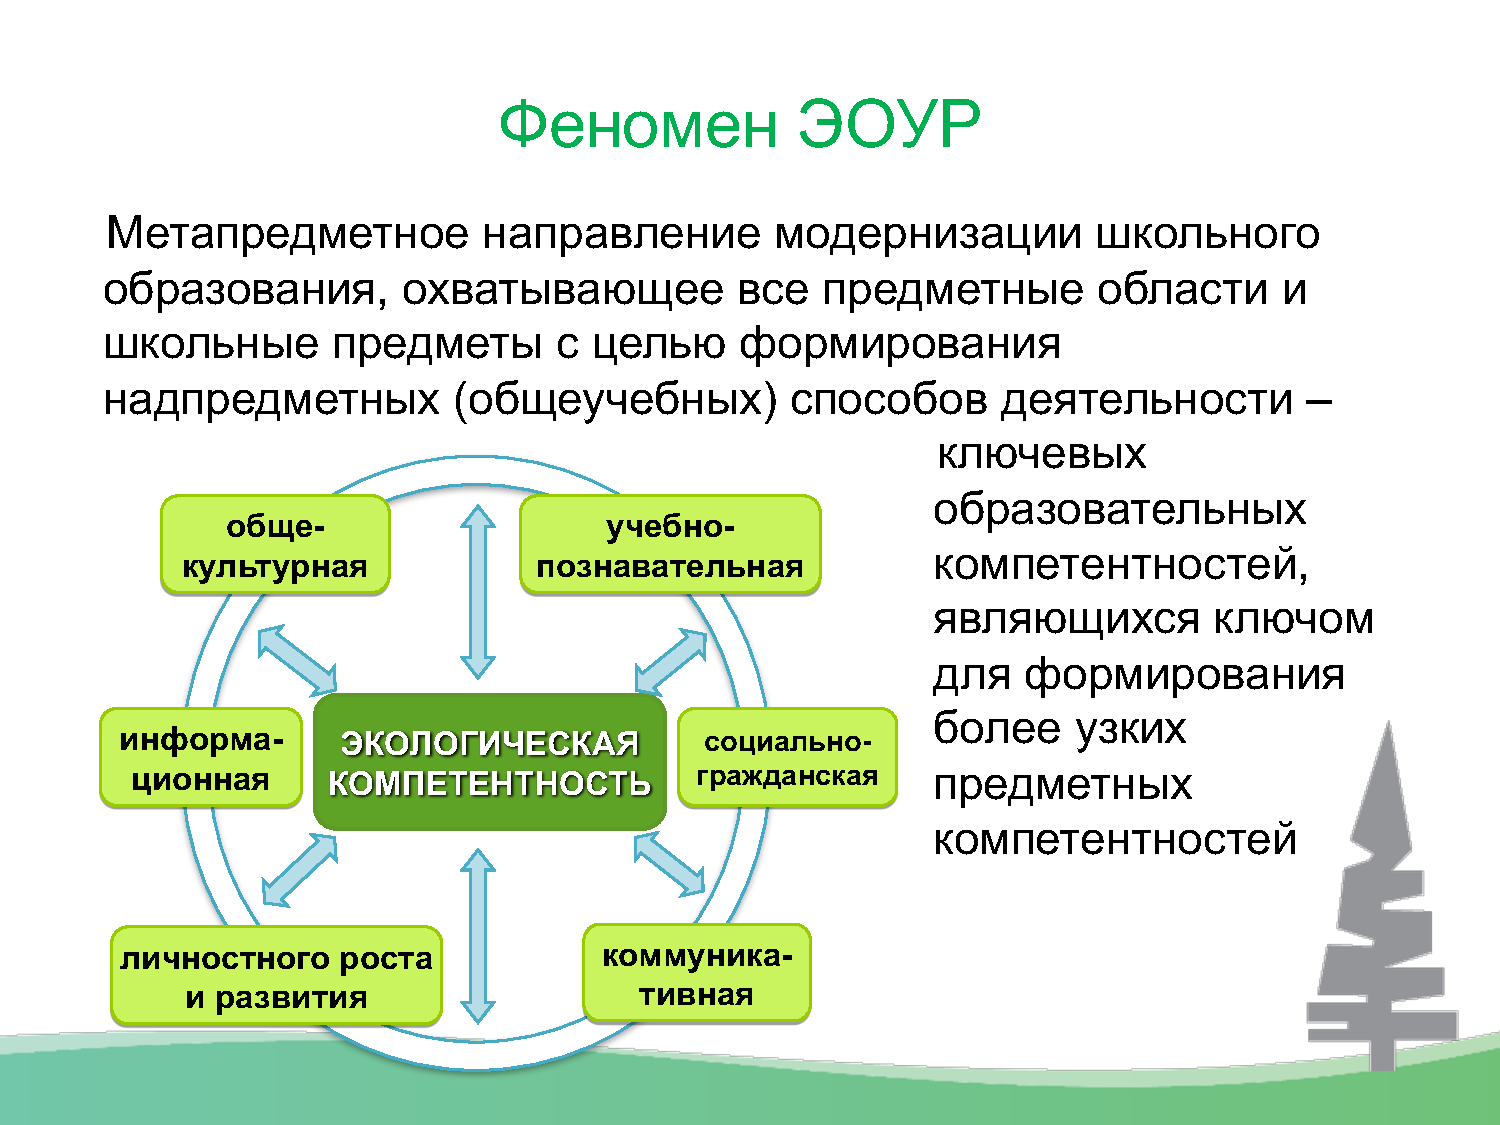 Феномен ЭОУР
Метапредметное направление модернизации школьного
образования, охватывающее все предметные области и
школьные предметы с целью формирования
надпредметных (общеучебных) способов деятельности –
ключевых
образовательных
компетентностей,
являющихся ключом
для формирования
более узких
предметных
компетентностей
обще-
культурная
учебно-
познавательная
информа-
ционная
ЭКОЛОГИЧЕСКАЯ
КОМПЕТЕНТНОСТЬ
социально-
гражданская
личностного роста
и развития
коммуника-
тивная